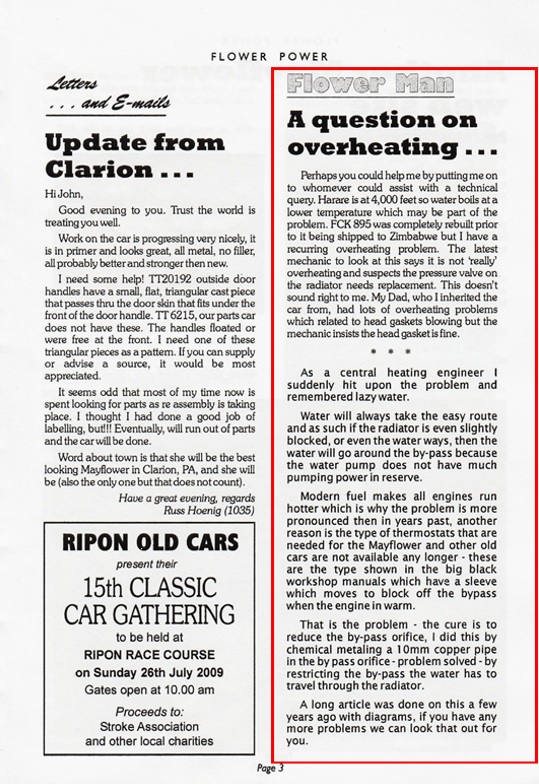 FLOWER POWER
Letters
. . . and E-mails
Update from
Clarion . . .
Hi John,
Good evening to you. Trust the world is
treating you well.
Work on the car is progressing very nicely, it
is in primer and looks great, all metal, no filler,
all probably better and stronger then new.
I need some help! TT20192 outside door
handles have a small, flat, triangular cast piece
that passes thru the door skin that fits under the
front of the door handle. TT 6215, our parts car
does not have these. The handles floated or
were free at the front. I need one of these
triangular pieces as a pattern. If you can supply
or advise a source, it would be most
appreciated.
It seems odd that most of my time now is
spent looking for parts as re assembly is taking
place. I thought I had done a good job of
labelling, but!!! Eventually, will run out of parts
and the car will be done.
Word about town is that she will be the best
looking Mayflower in Clarion, PA, and she will
be (also the only one but that does not count).
Have a great evening, regards
Russ Hoenig (1035)
RIPON OLD CARS
present their
15th CLASSIC
CAR GATHERING
to be held at
RIPON RACE COURSE
on Sunday 26th July 2009
Gates open at 10.00 am
Proceeds to:
Stroke Association
and other local charities
Flower Man
A question on
overheating . . .
Perhaps you could help me by putting me on
to whomever could assist with a technical
query. Harare is at 4,000 feet so water boils at a
lower temperature which may be part of the
problem. FCK 895 was completely rebuilt prior
to it being shipped to Zimbabwe but I have a
recurring overheating problem. The latest
mechanic to look at this says it is not 'really'
overheating and suspects the pressure valve on
the radiator needs replacement. This doesn't
sound right to me. My Dad, who I inherited the
car from, had lots of overheating problems
which related to head gaskets blowing but the
mechanic insists the head gasket is fine.
* * *
As a central heating engineer I
suddenly hit upon the problem and
remembered lazy water.
Water will always take the easy route
and as such if the radiator is even slightly
blocked, or even the water ways, then the
water will go around the by-pass because
the water pump does not have much
pumping power in reserve.
Modern fuel makes all engines run
hotter which is why the problem is more
pronounced then in years past, another
reason is the type of thermostats that are
needed for the Mayflower and other old
cars are not available any longer - these
are the type shown in the big black
workshop manuals which have a sleeve
which moves to block off the bypass
when the engine in warm.
That is the problem - the cure is to
reduce the by-pass orifice, I did this by
chemical metaling a 10mm copper pipe
in the by pass orifice - problem solved - by
restricting the by-pass the water has to
travel through the radiator.
A long article was done on this a few
years ago with diagrams, if you have any
more problems we can look that out for
you.
Page 3